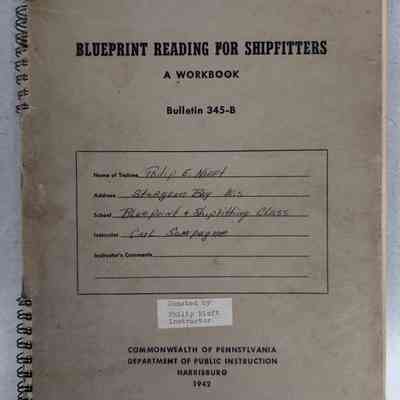 BLUEPRINT READING FOR SHIPFITTERS
A WORKBOOK
Bulletin 345-B
Name of Trainee Philip E. Nieft
Address Sturgeon Bay Wis
School Blueprint & Shipfitting Class
Instructor Carl Sampagne
Instructor's Comments
Donated by
Philip Nieft
instructor.
COMMONWEALTH OF PENNSYLVANIA
DEPARTMENT OF PUBLIC INSTRUCTION
HARRISBURG
1942